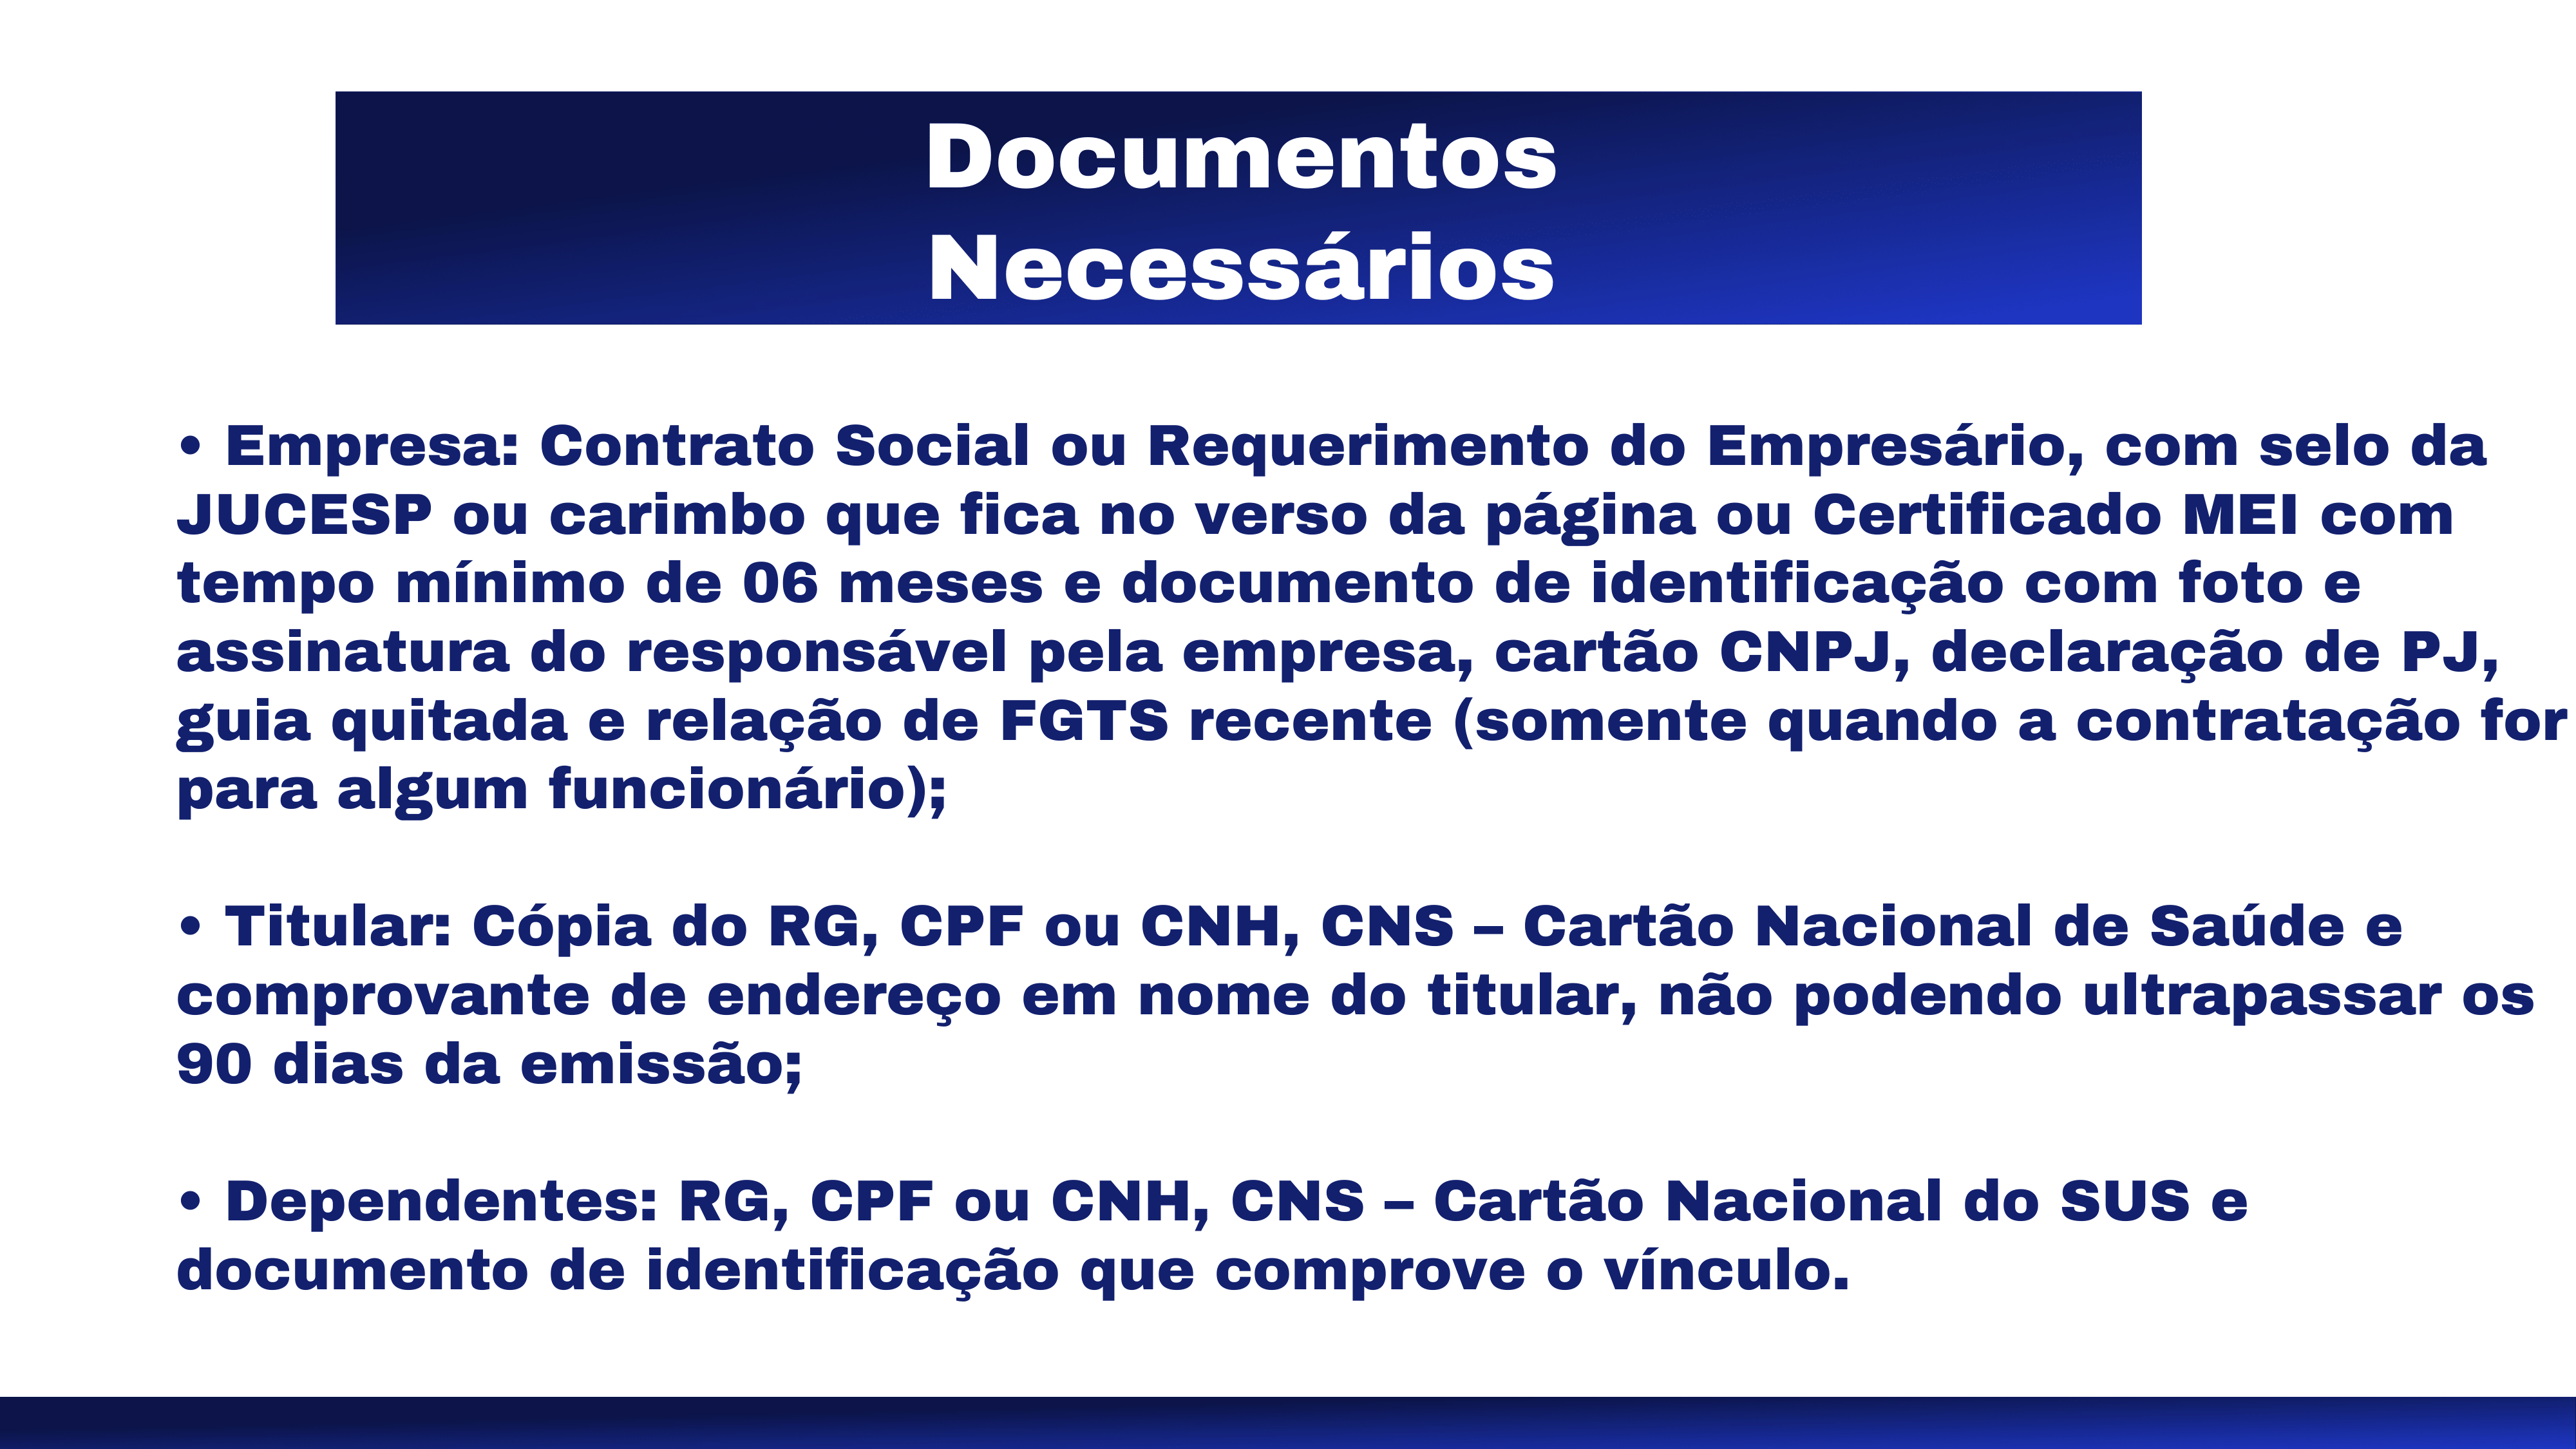 Documentos
Necessários
• Empresa: Contrato Social ou Requerimento do Empresário, com selo da
JUCESP ou carimbo que fica no verso da página ou Certificado MEI com
tempo mínimo de 06 meses e documento de identificação com foto e
assinatura do responsável pela empresa, cartão CNPJ, declaração de PJ,
guia quitada e relação de FGTS recente (somente quando a contratação for
para algum funcionário);
• Titular: Cópia do RG, CPF ou CNH, CNS – Cartão Nacional de Saúde e
comprovante de endereço em nome do titular, não podendo ultrapassar os
90 dias da emissão;
• Dependentes: RG, CPF ou CNH, CNS – Cartão Nacional do SUS e
documento de identificação que comprove o vínculo.